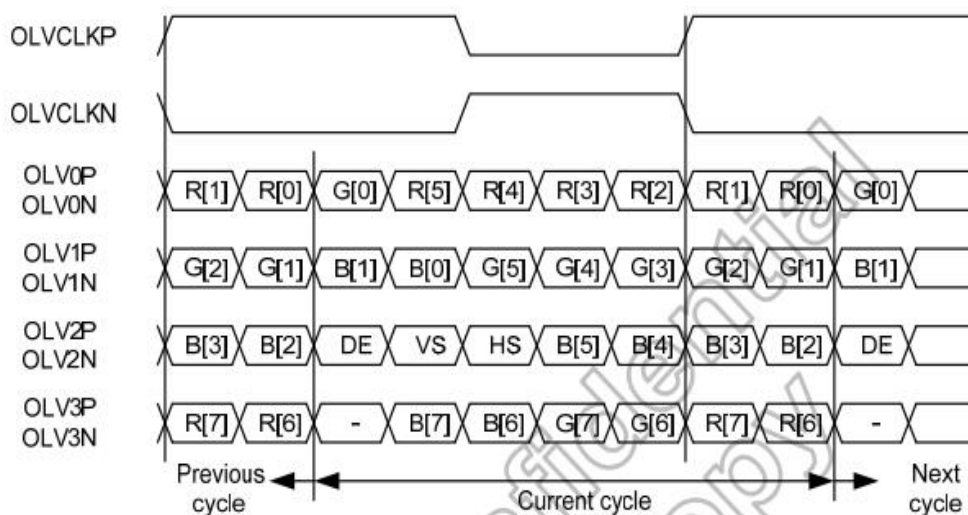 OLVCLKP
OLVCLKN
OLV0P
OLV0N
R[1] R[0] G[0] R[5] R[4] R[3] R[2] R[1] R[0] G[0]
OLV1P
OLV1N
G[2] G[1] B[1] B[0] G[5] G[4] G[3] G[2] G[1] B[1]
OLV2P
OLV2N
B[3] B[2] DE VS HS B[5] B[4] B[3] B[2] DE
OLV3P
OLV3N
R[7] R[6] - B[7] B[6] G[7] G[6] R[7] R[6] -
Previous
cycle
Current cycle
Next
cycle